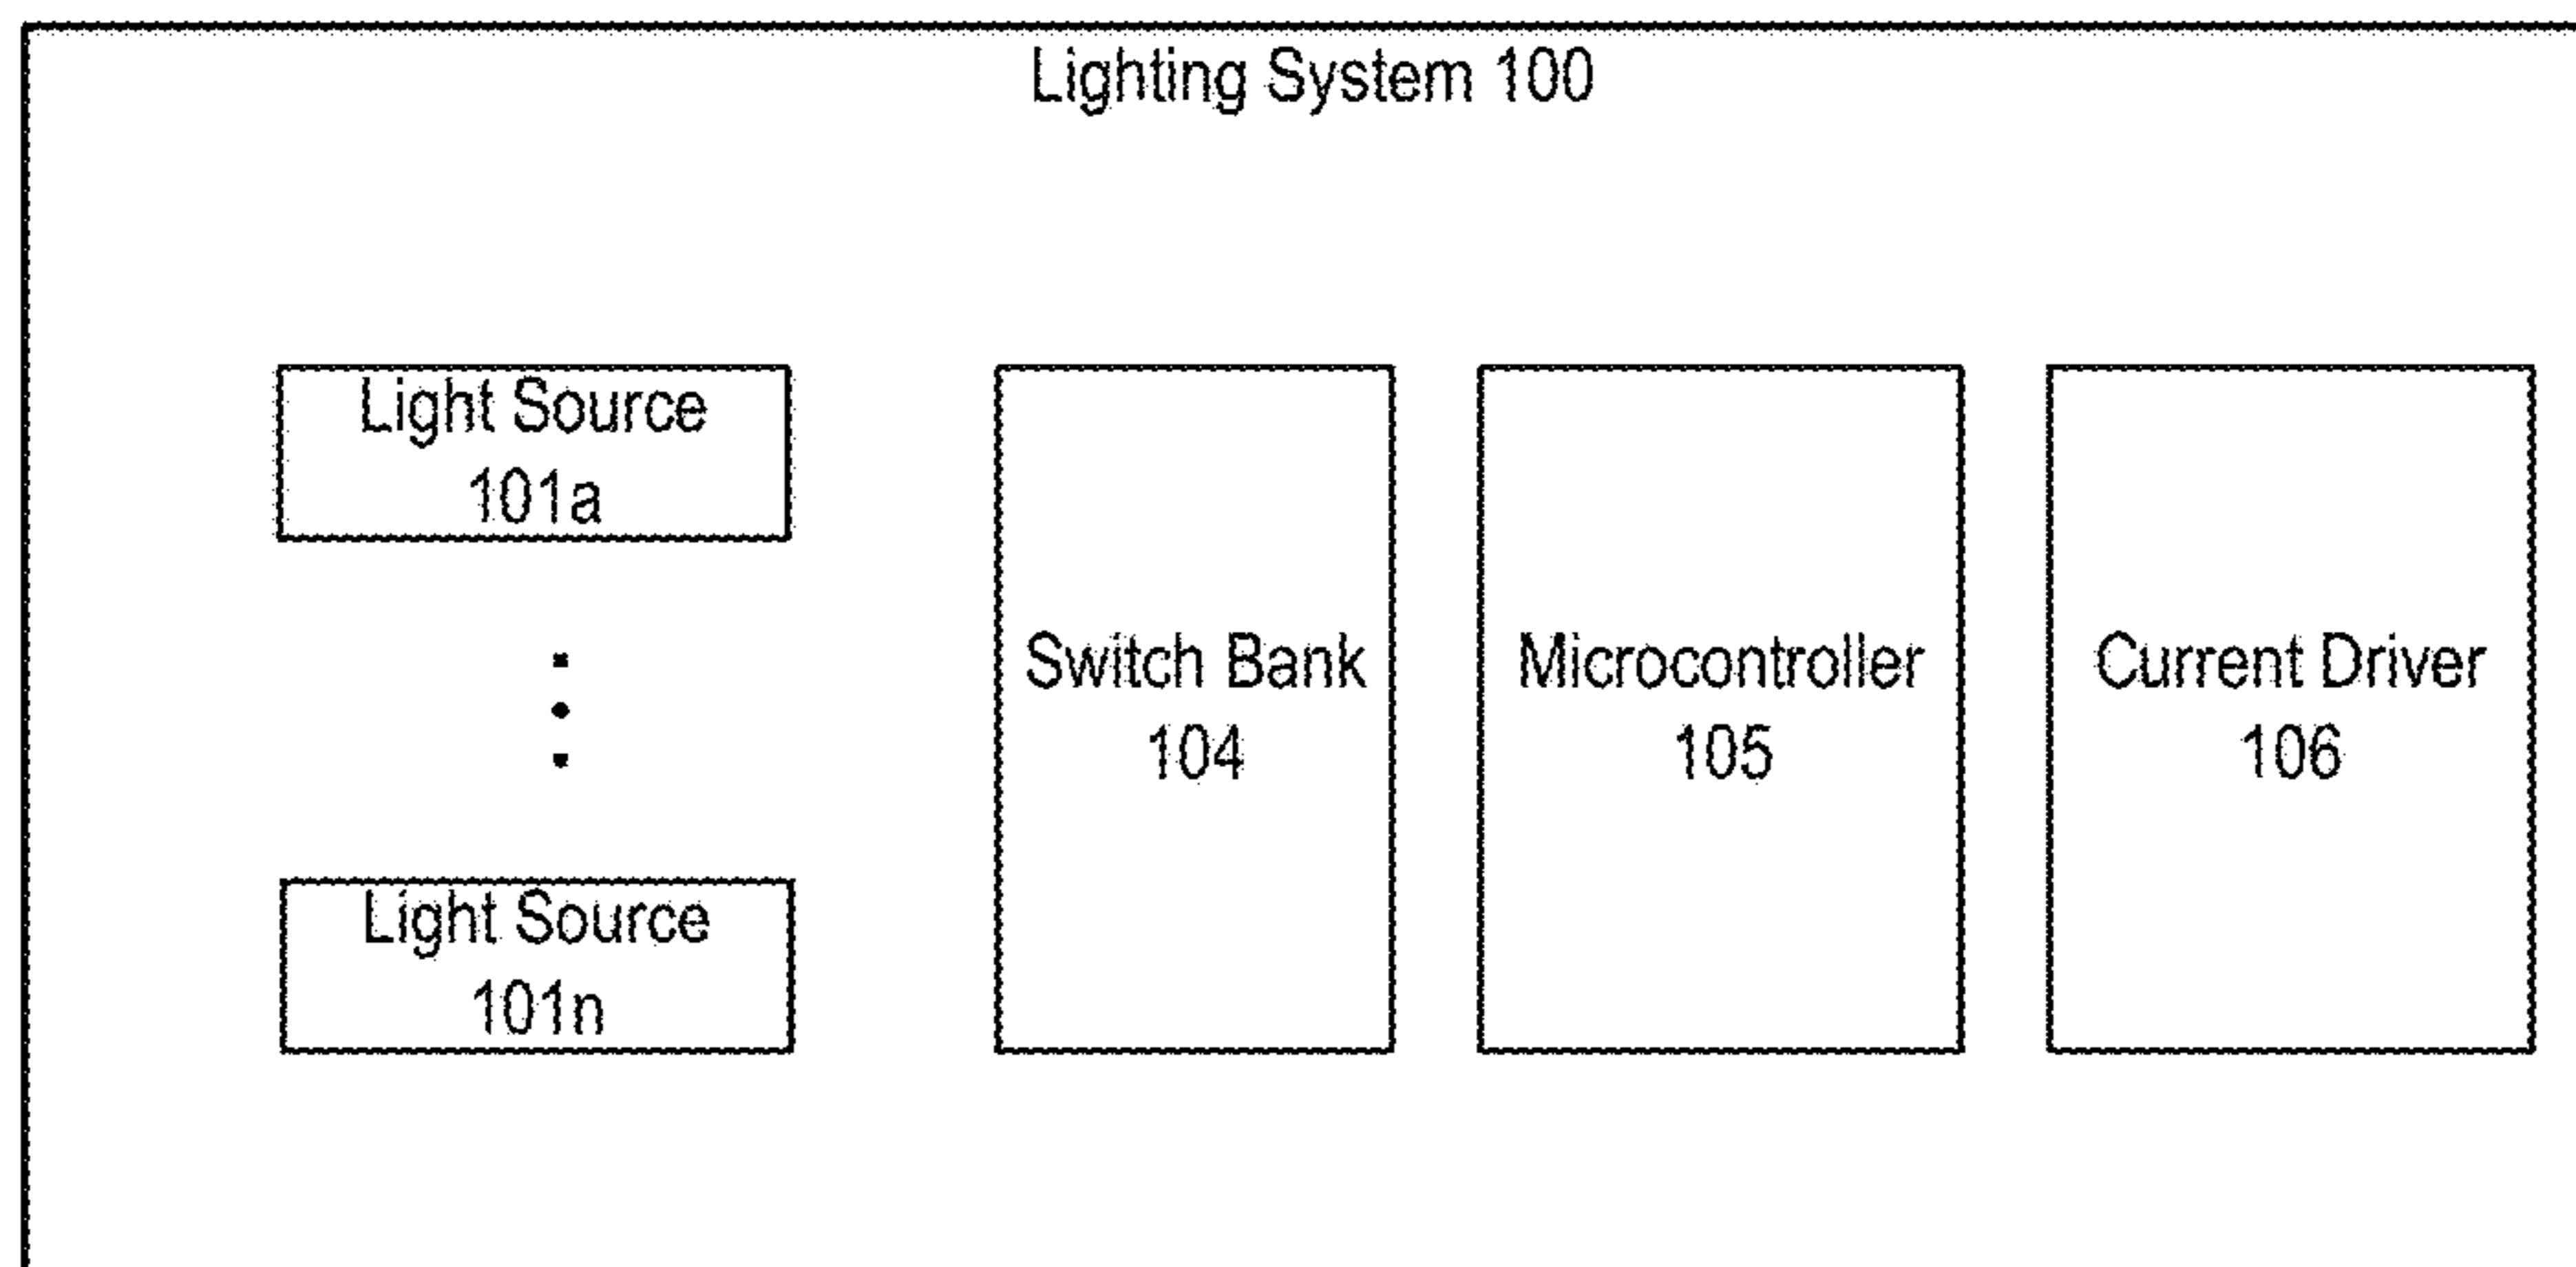 Lighting System 100
Light Source
101a
Switch Bank
104
Microcontroller
105
Current Driver
106
Light Source
101n